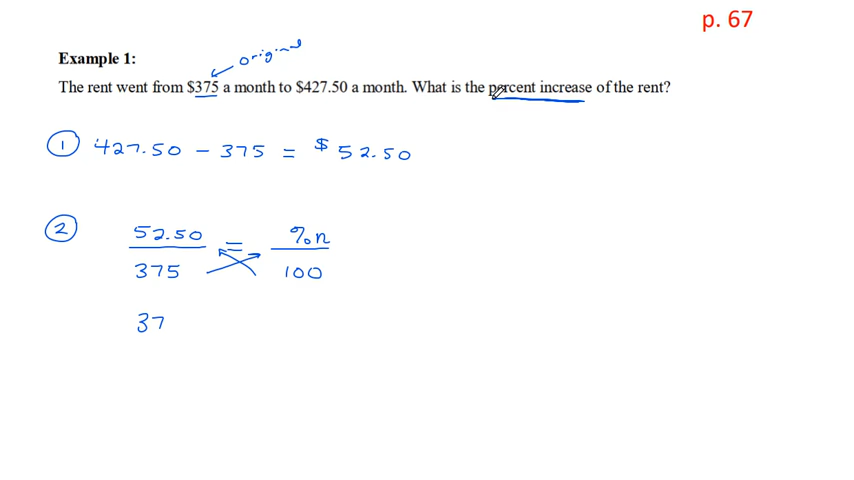 p. 67
Example 1:
original
The rent went from $375 a month to $427.50 a month. What is the percent increase of the rent?
1 427.50 - 375 = $52.50
2 52.50 = %n
375 100
37